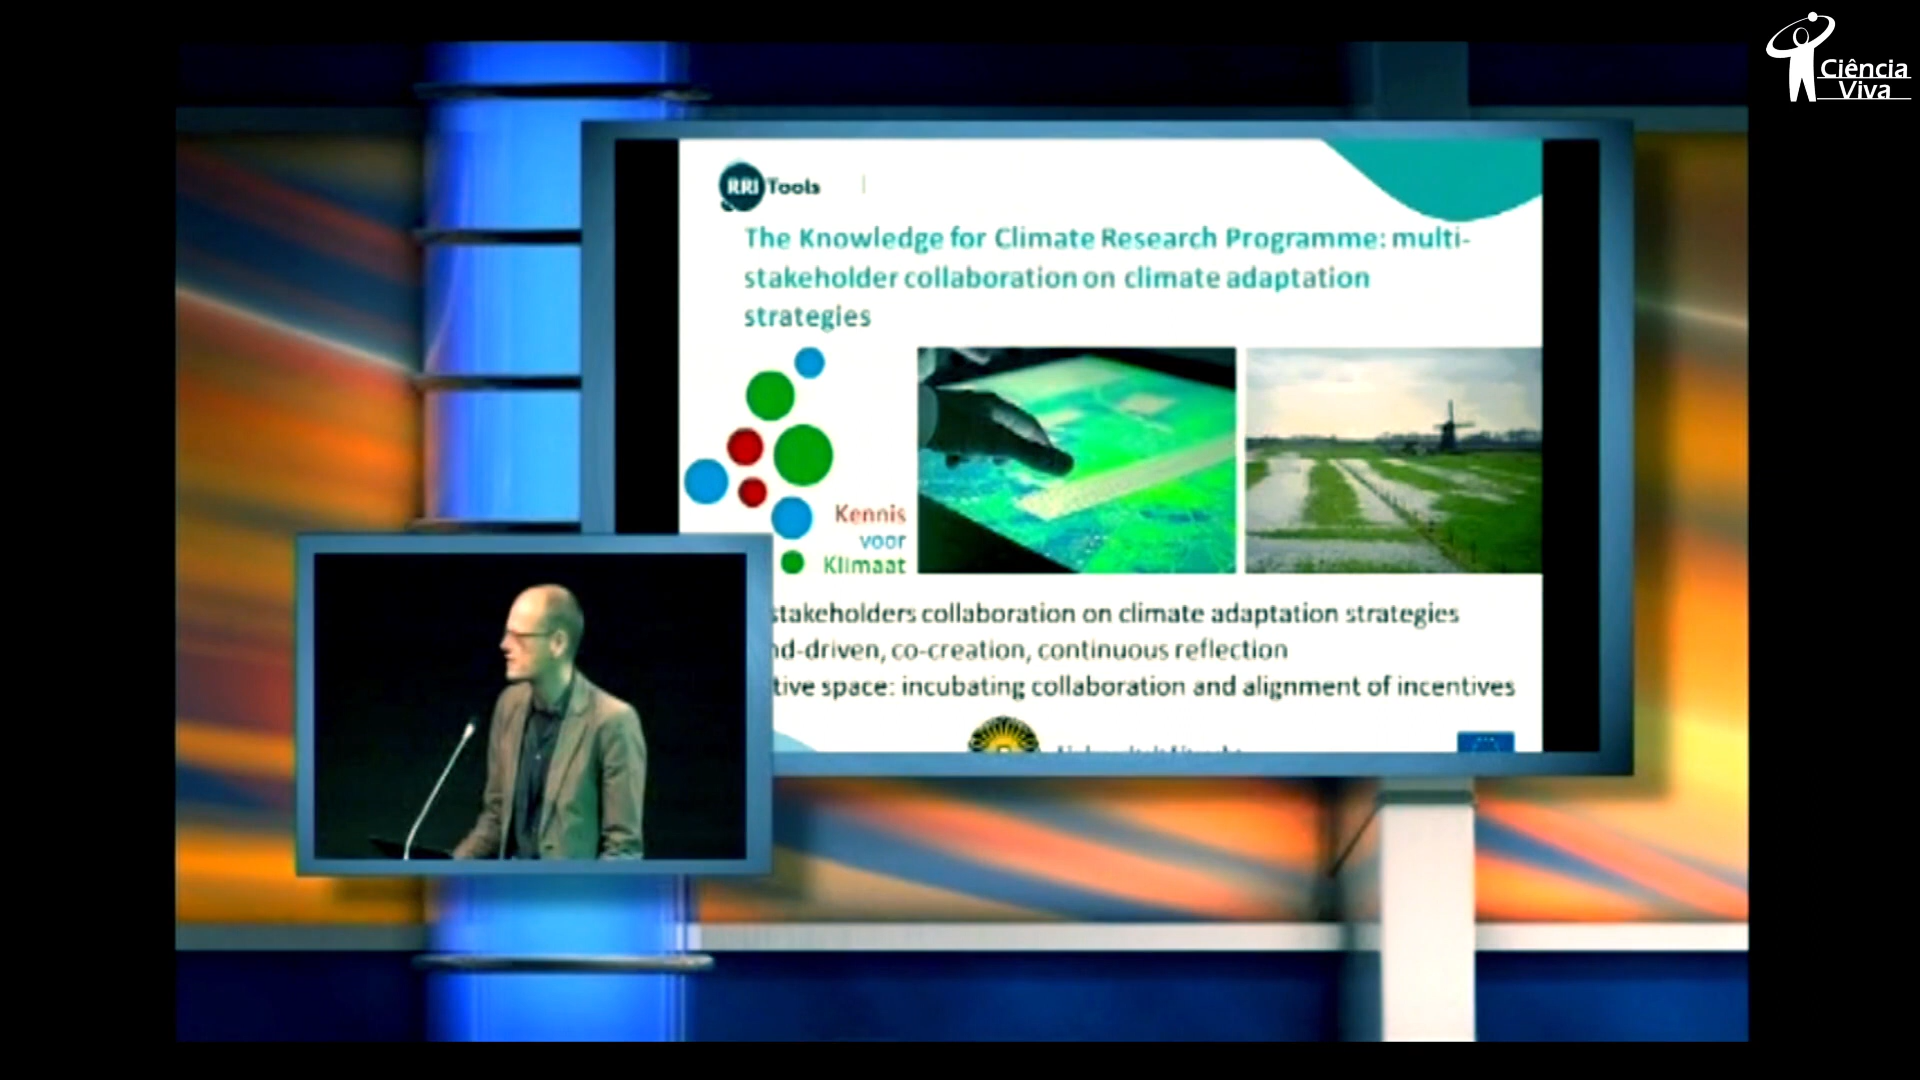 Ciência
Viva
RRI Tools
The Knowledge for Climate Research Programme: multi-
stakeholder collaboration on climate adaptation
strategies
Kennis
voor
Klimaat
stakeholders collaboration on climate adaptation strategies
nd-driven, co-creation, continuous reflection
tive space: incubating collaboration and alignment of incentives